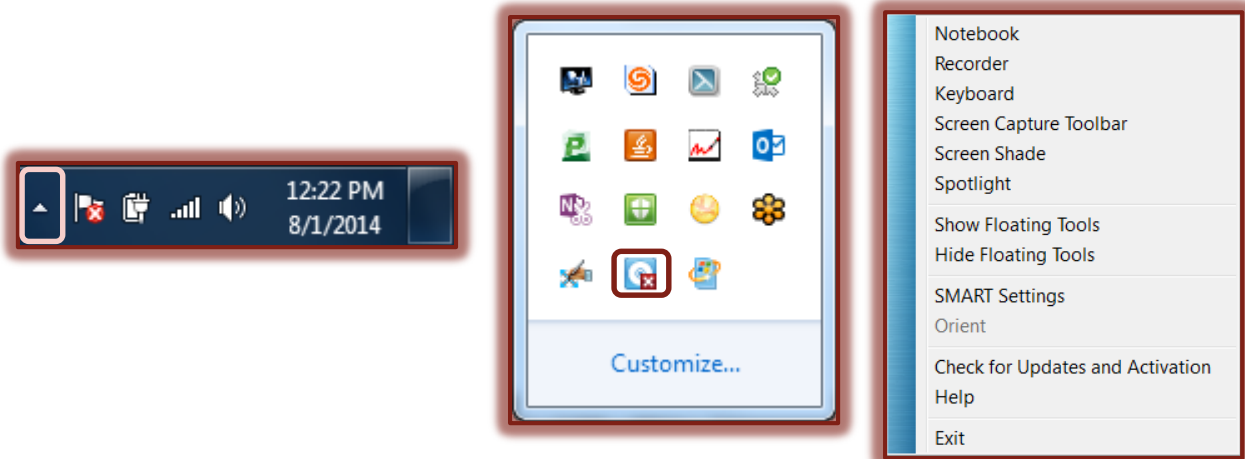 12:22 PM
8/1/2014
Customize...
Notebook
Recorder
Keyboard
Screen Capture Toolbar
Screen Shade
Spotlight
Show Floating Tools
Hide Floating Tools
SMART Settings
Orient
Check for Updates and Activation
Help
Exit